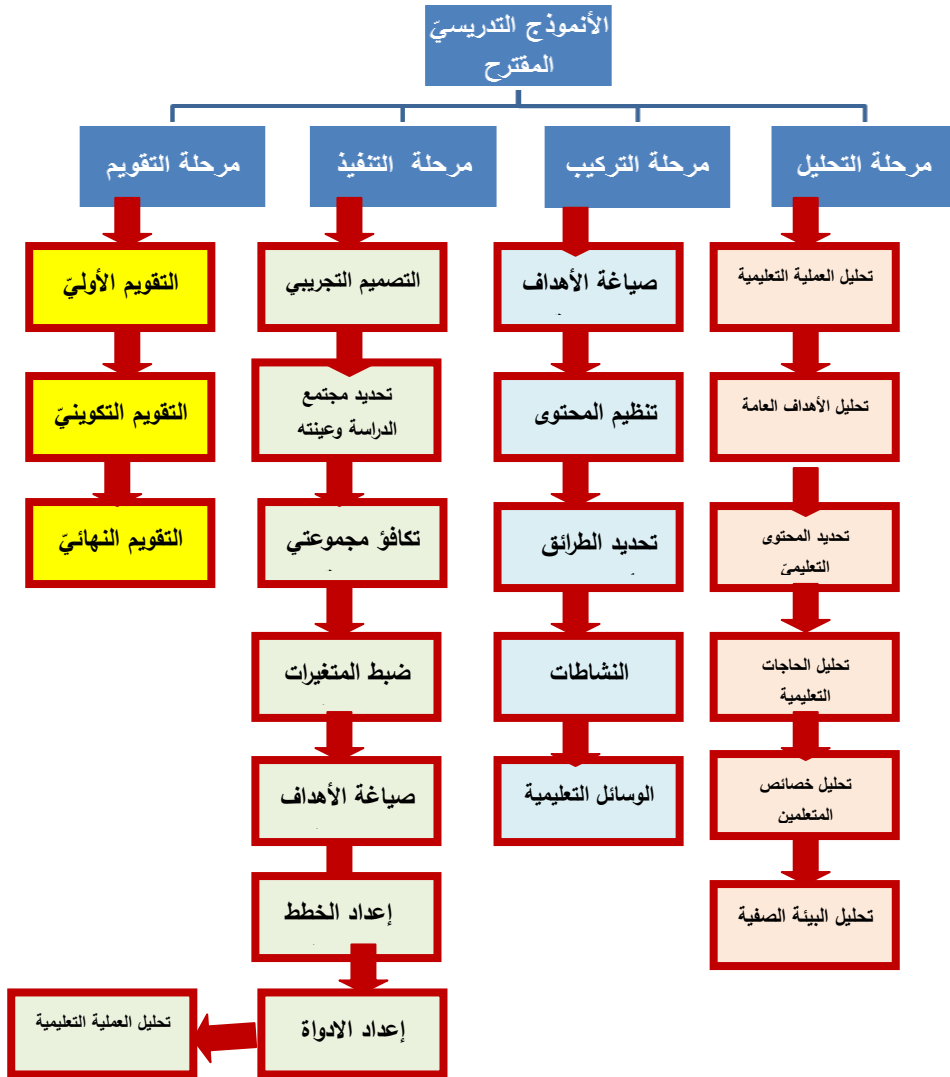 الأنموذج التدريسيّ
المقترح
مرحلة التحليل
مرحلة التركيب
مرحلة التنفيذ
مرحلة التقويم
تحليل العملية التعليمية
تحليل الأهداف العامة
تحديد المحتوى
التعليميّ
تحليل الحاجات
التعليمية
تحليل خصائص
المتعلمين
تحليل البيئة الصفية
صياغة الأهداف
تنظيم المحتوى
تحديد الطرائق
النشاطات
الوسائل التعليمية
التصميم التجريبي
تحديد مجتمع
الدراسة وعينته
تكافؤ مجموعتي
ضبط المتغيرات
صياغة الأهداف
إعداد الخطط
إعداد الادواة
تحليل العملية التعليمية
التقويم الأوليّ
التقويم التكوينيّ
التقويم النهائيّ